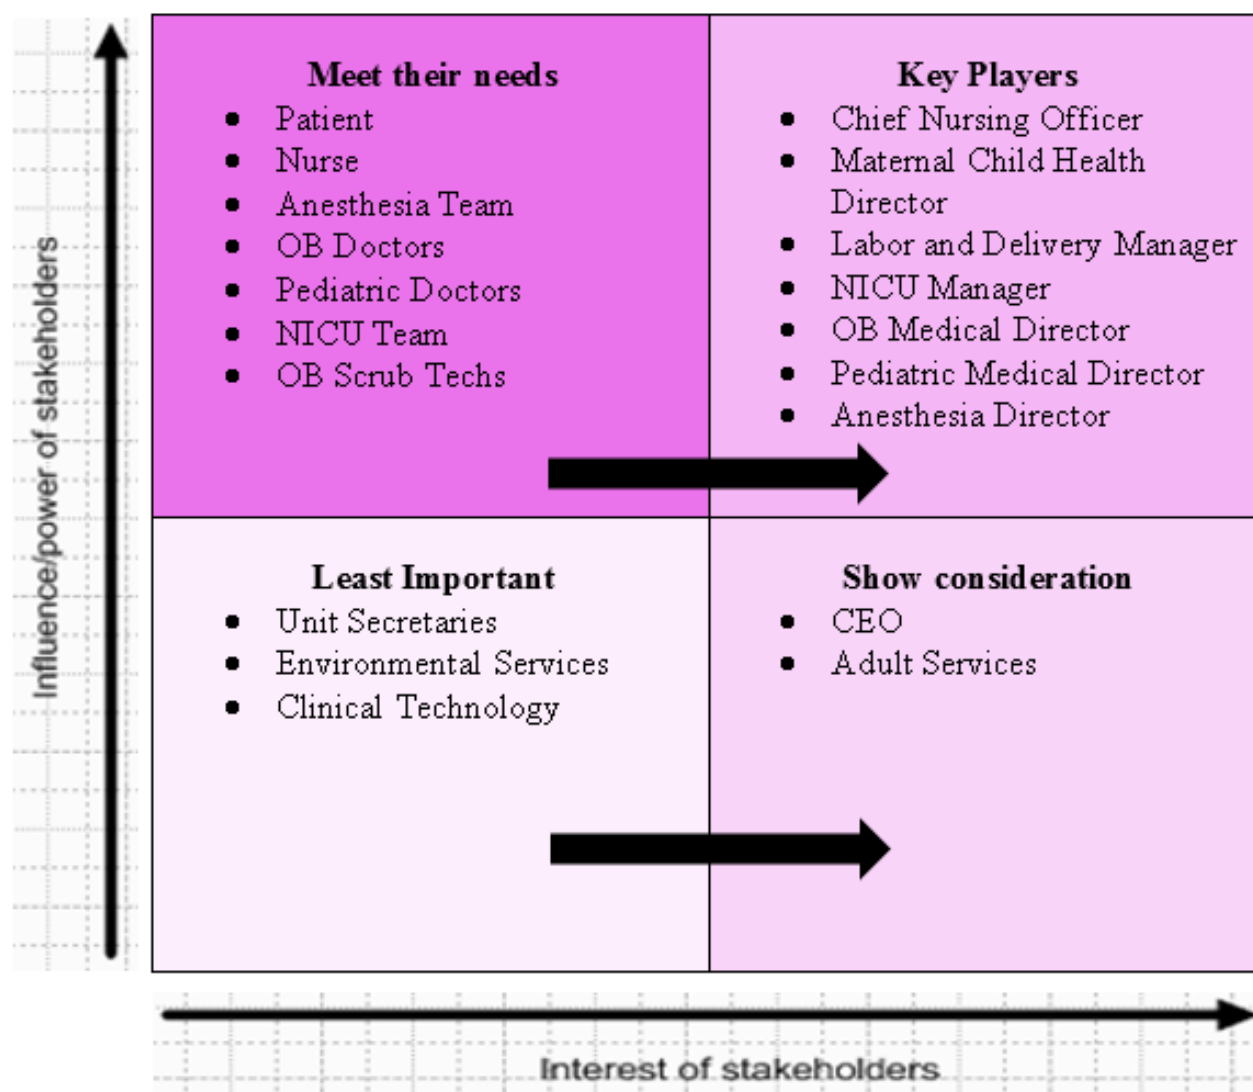 Influence/power of stakeholders
Meet their needs
• Patient
• Nurse
• Anesthesia Team
• OB Doctors
• Pediatric Doctors
• NICU Team
• OB Scrub Techs
Key Players
• Chief Nursing Officer
• Maternal Child Health
Director
• Labor and Delivery Manager
• NICU Manager
• OB Medical Director
• Pediatric Medical Director
• Anesthesia Director
Least Important
• Unit Secretaries
• Environmental Services
• Clinical Technology
Show consideration
• CEO
• Adult Services
Interest of stakeholders